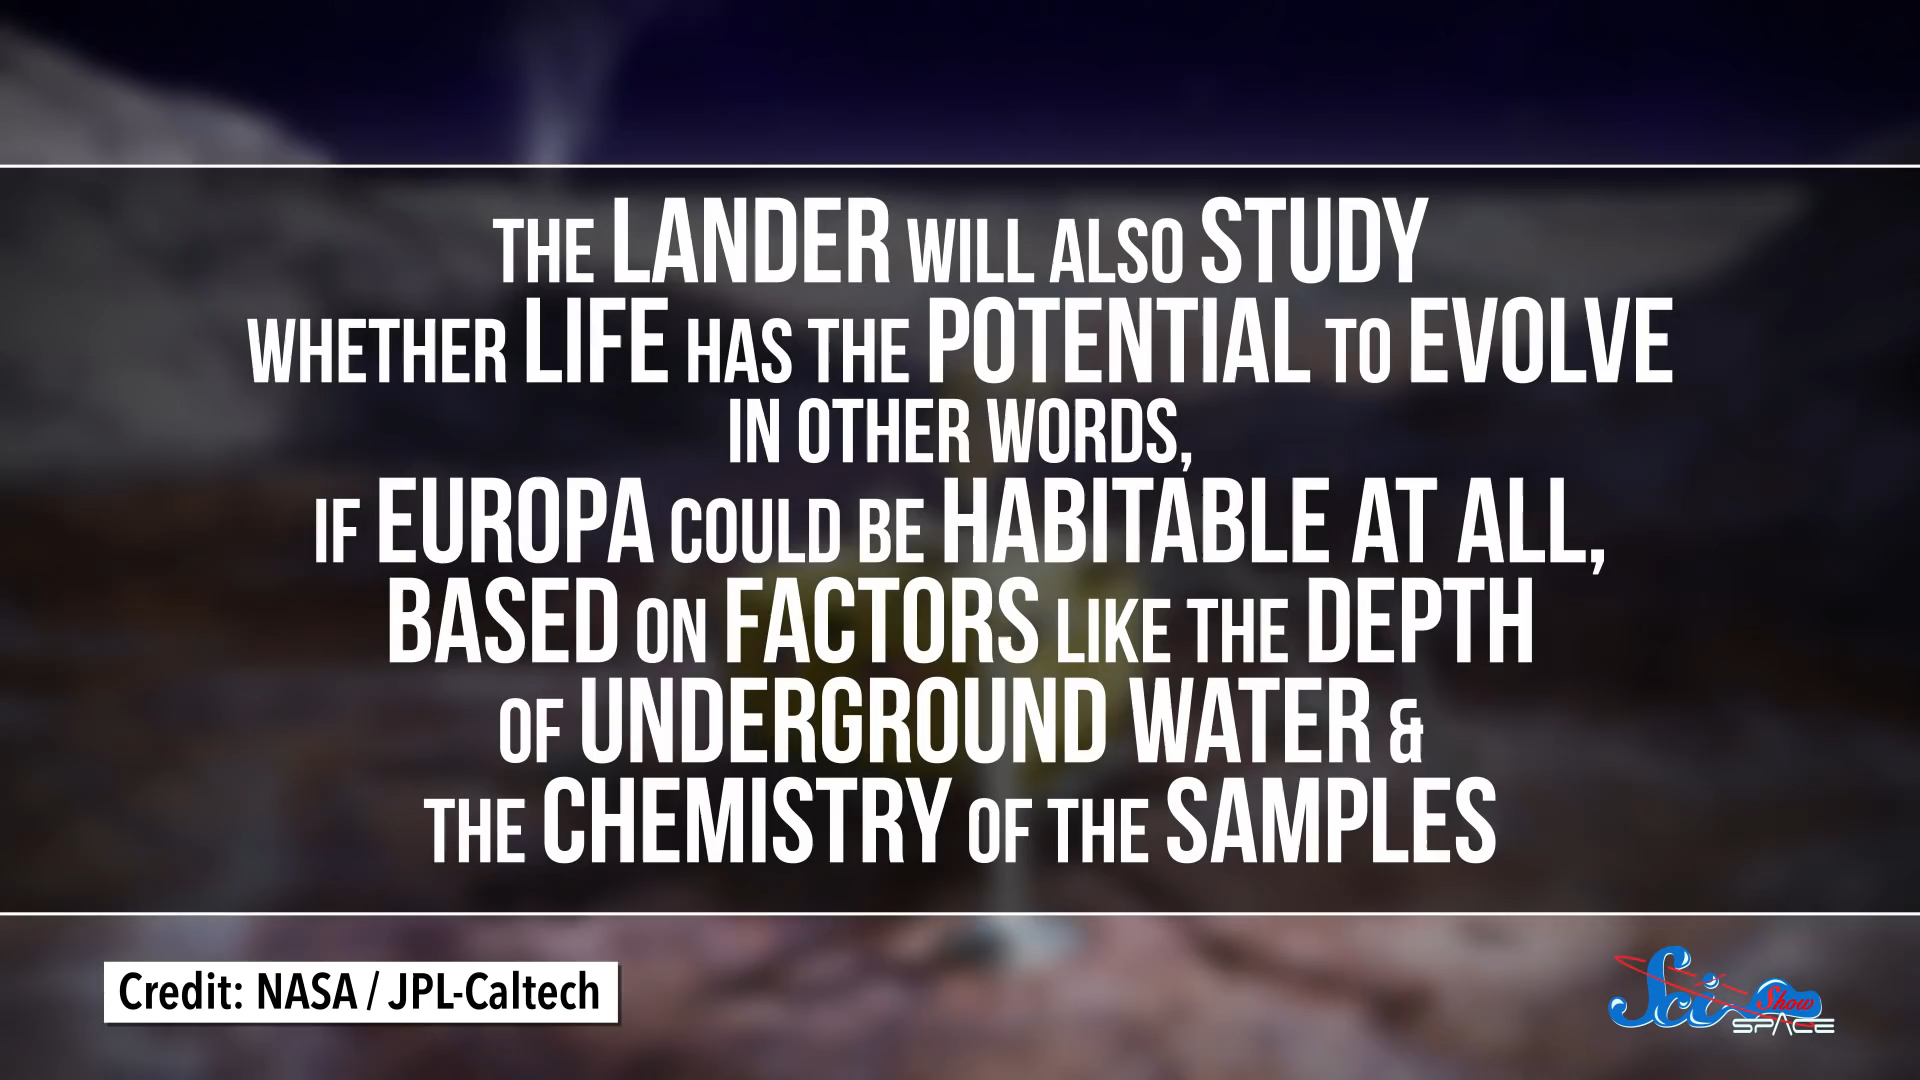 THE LANDER WILL ALSO STUDY
WHETHER LIFE HAS THE POTENTIAL TO EVOLVE
IN OTHER WORDS,
IF EUROPA COULD BE HABITABLE AT ALL,
BASED ON FACTORS LIKE THE DEPTH
OF UNDERGROUND WATER &
THE CHEMISTRY OF THE SAMPLES
Credit: NASA / JPL-Caltech
Sci Show
SPACE